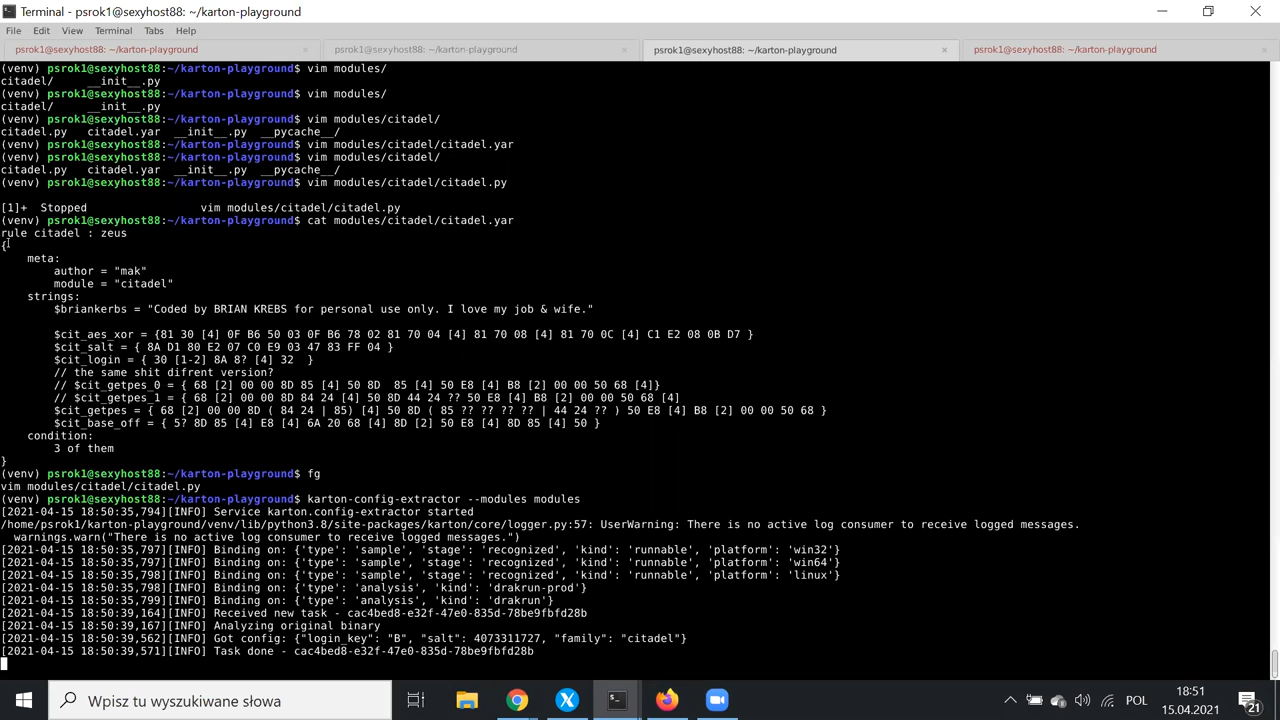 Terminal - psrok1@sexyhost88: ~/karton-playground
File Edit View Terminal Tabs Help
psrok1@sexyhost88: ~/karton-playground × psrok1@sexyhost88: ~/karton-playground × psrok1@sexyhost88: ~/karton-playground × psrok1@sexyhost88: ~/karton-playground ×
(venv) psrok1@sexyhost88:~/karton-playground$ vim modules/
citadel/     __init__.py
(venv) psrok1@sexyhost88:~/karton-playground$ vim modules/
citadel/     __init__.py
(venv) psrok1@sexyhost88:~/karton-playground$ vim modules/citadel/
citadel.py   citadel.yar  __init__.py  __pycache__/
(venv) psrok1@sexyhost88:~/karton-playground$ vim modules/citadel/citadel.yar
(venv) psrok1@sexyhost88:~/karton-playground$ vim modules/citadel/
citadel.py   citadel.yar  __init__.py  __pycache__/
(venv) psrok1@sexyhost88:~/karton-playground$ vim modules/citadel/citadel.py
[1]+  Stopped                 vim modules/citadel/citadel.py
(venv) psrok1@sexyhost88:~/karton-playground$ cat modules/citadel/citadel.yar
rule citadel : zeus
{
    meta:
        author = "mak"
        module = "citadel"
    strings:
        $briankerbs = "Coded by BRIAN KREBS for personal use only. I love my job & wife."
        $cit_aes_xor = {81 30 [4] 0F B6 50 03 0F B6 78 02 81 70 04 [4] 81 70 08 [4] 81 70 0C [4] C1 E2 08 0B D7 }
        $cit_salt = { 8A D1 80 E2 07 C0 E9 03 47 83 FF 04 }
        $cit_login = { 30 [1-2] 8A 8? [4] 32  }
        // the same shit difrent version?
        // $cit_getpes_0 = { 68 [2] 00 00 8D 85 [4] 50 8D  85 [4] 50 E8 [4] B8 [2] 00 00 50 68 [4]}
        // $cit_getpes_1 = { 68 [2] 00 00 8D 84 24 [4] 50 8D 44 24 ?? 50 E8 [4] B8 [2] 00 00 50 68 [4]
        $cit_getpes = { 68 [2] 00 00 8D ( 84 24 | 85) [4] 50 8D ( 85 ?? ?? ?? ?? | 44 24 ?? ) 50 E8 [4] B8 [2] 00 00 50 68 }
        $cit_base_off = { 5? 8D 85 [4] E8 [4] 6A 20 68 [4] 8D [2] 50 E8 [4] 8D 85 [4] 50 }
    condition:
        3 of them
}
(venv) psrok1@sexyhost88:~/karton-playground$ fg
vim modules/citadel/citadel.py
(venv) psrok1@sexyhost88:~/karton-playground$ karton-config-extractor --modules modules
[2021-04-15 18:50:35,794][INFO] Service karton.config-extractor started
/home/psrok1/karton-playground/venv/lib/python3.8/site-packages/karton/core/logger.py:57: UserWarning: There is no active log consumer to receive logged messages.
  warnings.warn("There is no active log consumer to receive logged messages.")
[2021-04-15 18:50:35,797][INFO] Binding on: {'type': 'sample', 'stage': 'recognized', 'kind': 'runnable', 'platform': 'win32'}
[2021-04-15 18:50:35,797][INFO] Binding on: {'type': 'sample', 'stage': 'recognized', 'kind': 'runnable', 'platform': 'win64'}
[2021-04-15 18:50:35,798][INFO] Binding on: {'type': 'sample', 'stage': 'recognized', 'kind': 'runnable', 'platform': 'linux'}
[2021-04-15 18:50:35,798][INFO] Binding on: {'type': 'analysis', 'kind': 'drakrun-prod'}
[2021-04-15 18:50:35,799][INFO] Binding on: {'type': 'analysis', 'kind': 'drakrun'}
[2021-04-15 18:50:39,164][INFO] Received new task - cac4bed8-e32f-47e0-835d-78be9fbfd28b
[2021-04-15 18:50:39,167][INFO] Analyzing original binary
[2021-04-15 18:50:39,562][INFO] Got config: {"login_key": "B", "salt": 4073311727, "family": "citadel"}
[2021-04-15 18:50:39,571][INFO] Task done - cac4bed8-e32f-47e0-835d-78be9fbfd28b
Wpisz tu wyszukiwane słowa
POL
18:51
15.04.2021
21